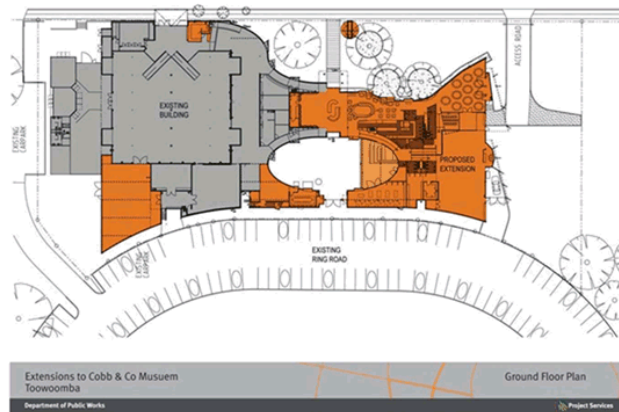 ACCESS ROAD
EXISTING
BUILDING
EXISTING
CARPARK
PROPOSED
EXTENSION
EXISTING
CARPARK
EXISTING
RING ROAD
Extensions to Cobb & Co Musuem
Toowoomba
Ground Floor Plan
Department of Public Works
Project Services